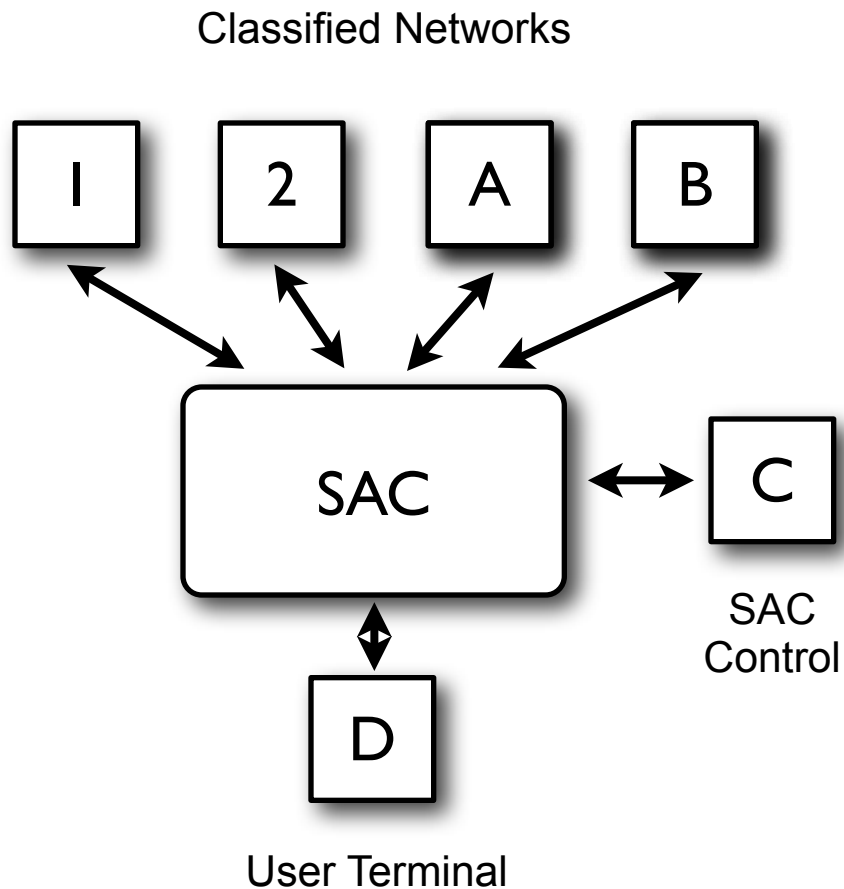 Classified Networks
1
2
A
B
SAC
C
SAC
Control
D
User Terminal